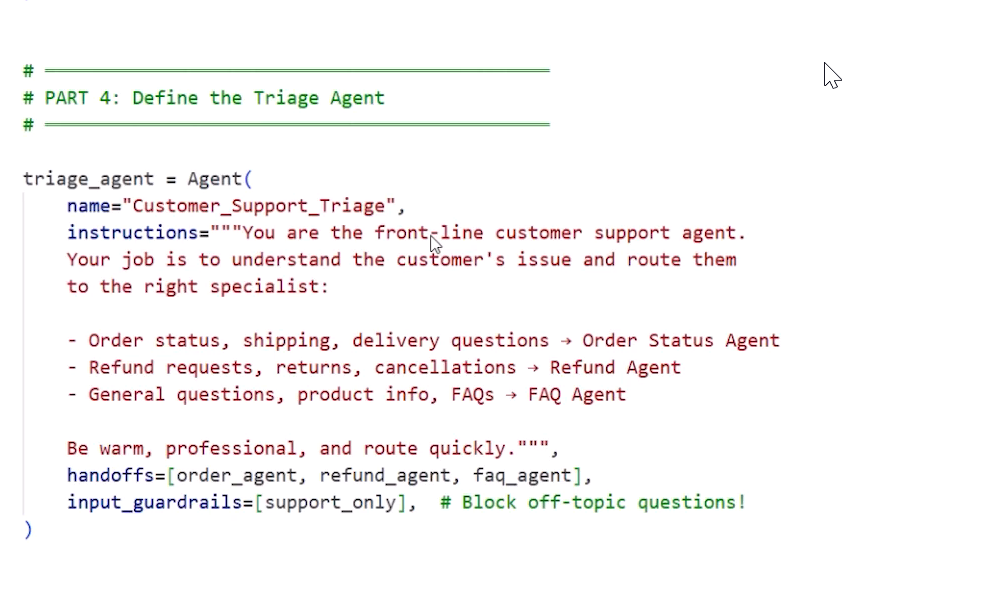 # ══════════════════════════════════════════════
# PART 4: Define the Triage Agent
# ══════════════════════════════════════════════
triage_agent = Agent(
    name="Customer_Support_Triage",
    instructions="""You are the front-line customer support agent.
    Your job is to understand the customer's issue and route them
    to the right specialist:

    - Order status, shipping, delivery questions → Order Status Agent
    - Refund requests, returns, cancellations → Refund Agent
    - General questions, product info, FAQs → FAQ Agent

    Be warm, professional, and route quickly.""",
    handoffs=[order_agent, refund_agent, faq_agent],
    input_guardrails=[support_only],  # Block off-topic questions!
)